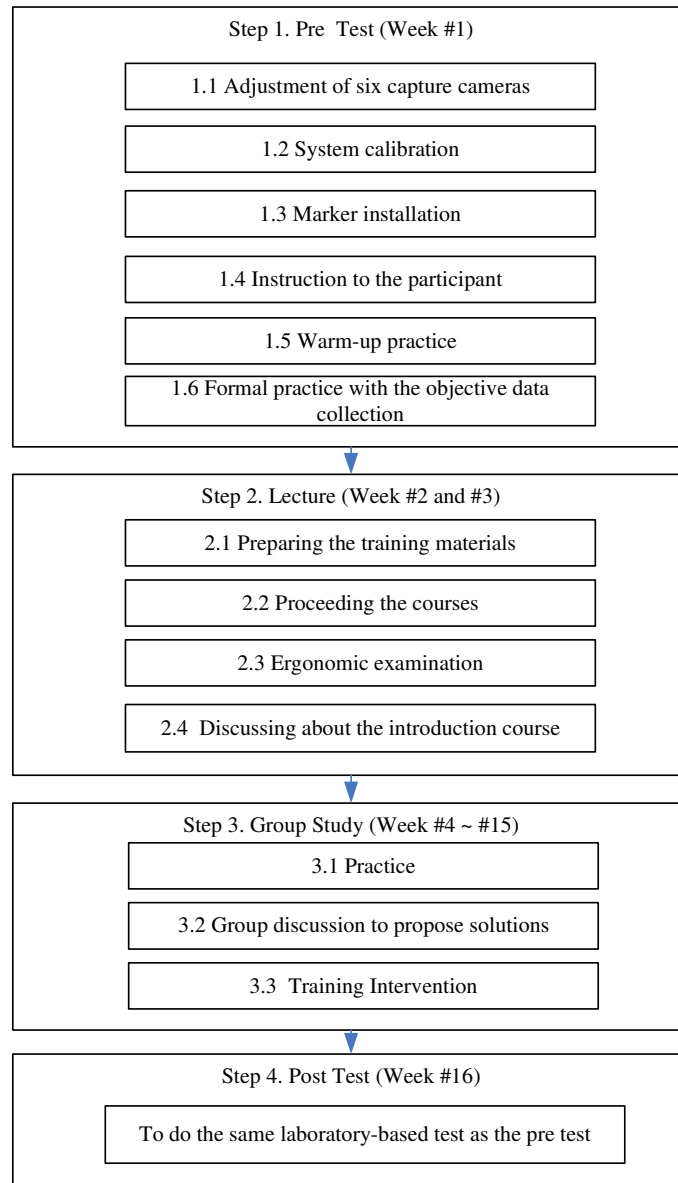 Step 1. Pre  Test (Week #1)
1.1 Adjustment of six capture cameras
1.2 System calibration
1.3 Marker installation
1.4 Instruction to the participant
1.5 Warm-up practice
1.6 Formal practice with the objective data
collection
Step 2. Lecture (Week #2 and #3)
2.1 Preparing the training materials
2.2 Proceeding the courses
2.3 Ergonomic examination
2.4  Discussing about the introduction course
Step 3. Group Study (Week #4 ~ #15)
3.1 Practice
3.2 Group discussion to propose solutions
3.3  Training Intervention
Step 4. Post Test (Week #16)
To do the same laboratory-based test as the pre test